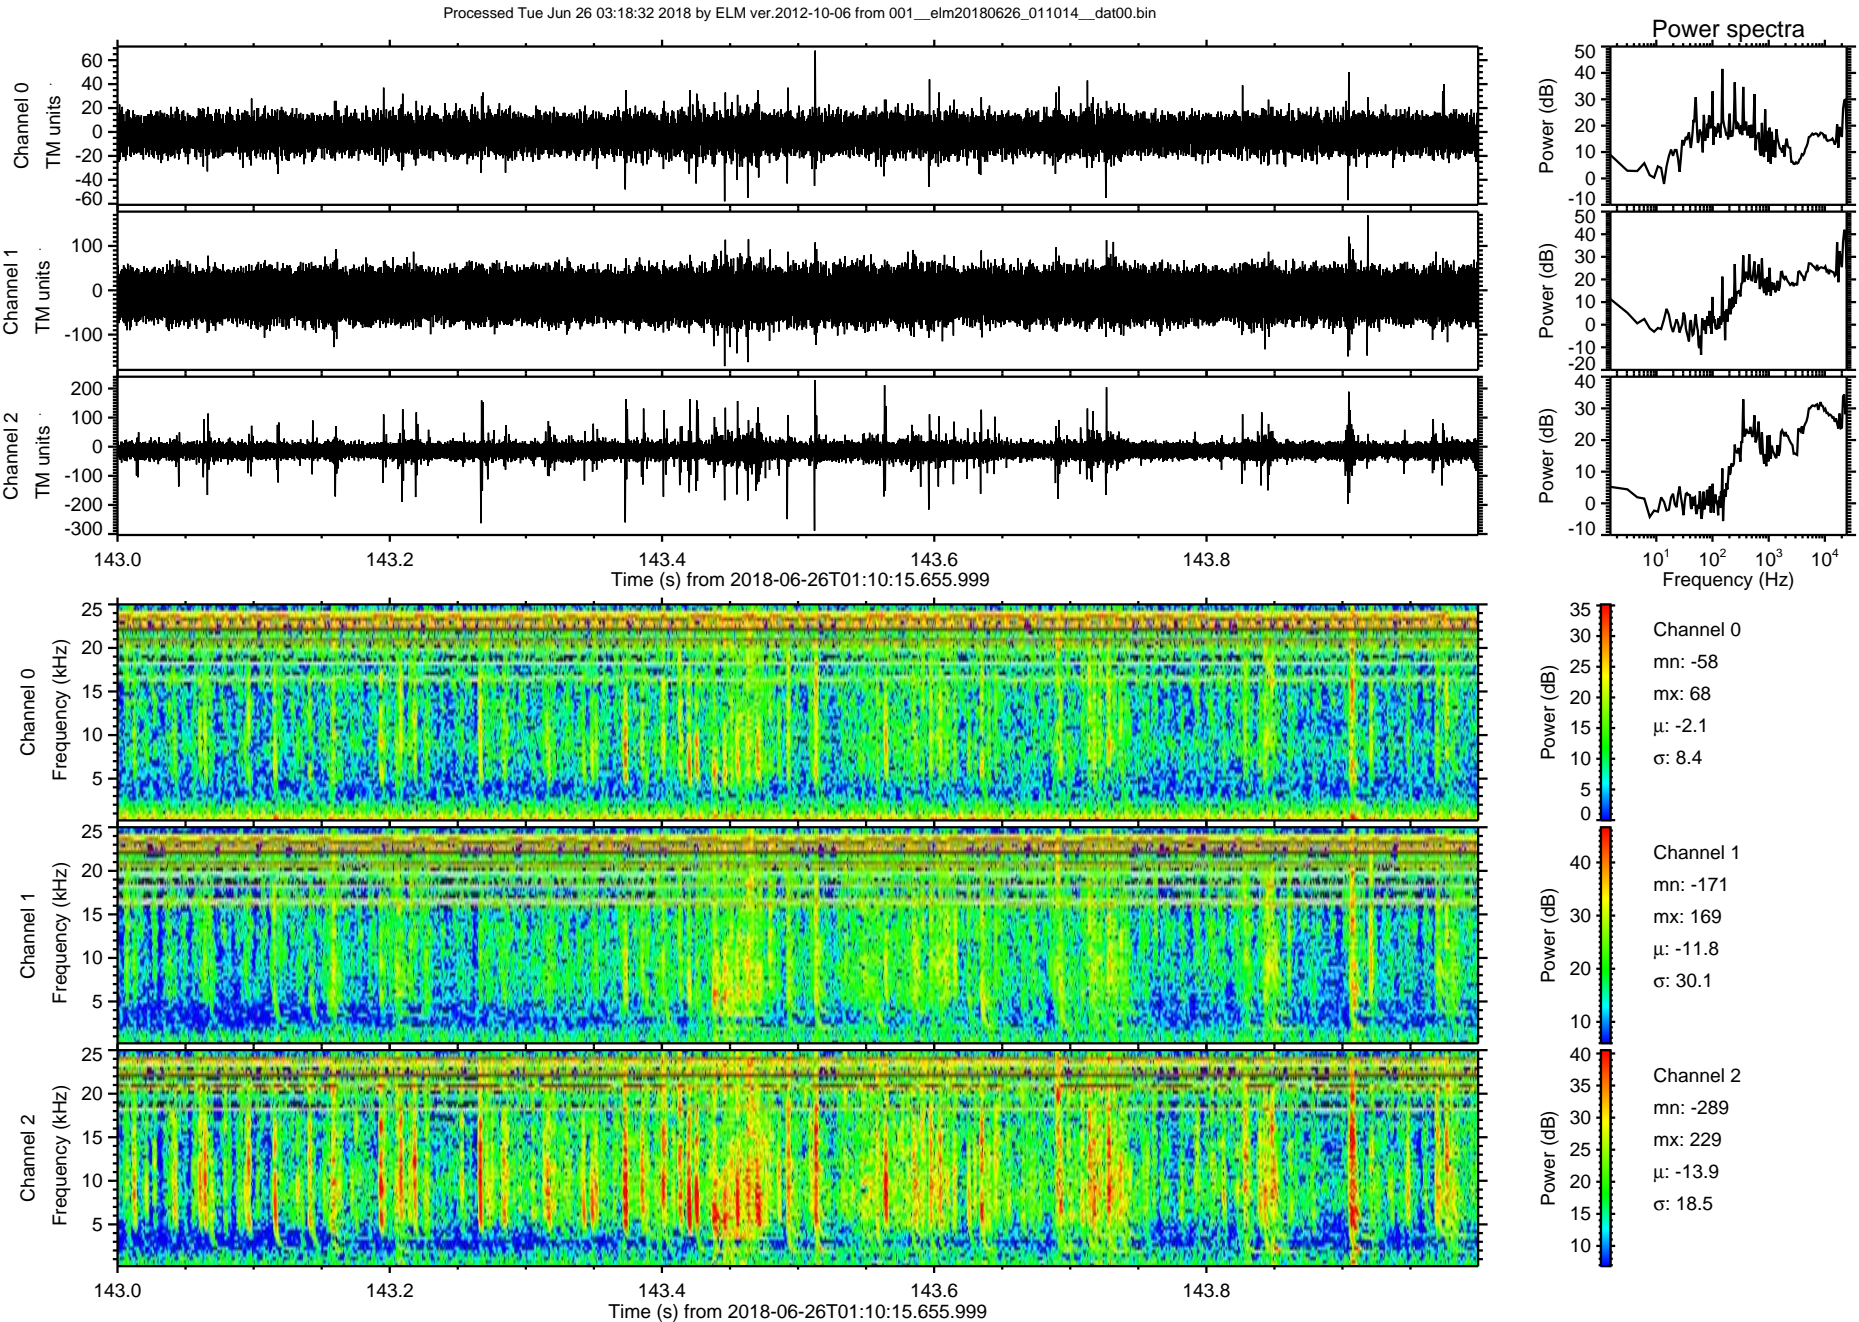 Processed Tue Jun 26 03:18:32 2018 by ELM ver.2012-10-06 from 001__elm20180626_011014__dat00.bin
Power spectra
Channel 0
TM units
60
40
20
0
-20
-40
-60
Power (dB)
50
40
30
20
10
0
-10
Channel 1
TM units
100
0
-100
Power (dB)
50
40
30
20
10
0
-10
-20
Channel 2
TM units
200
100
0
-100
-200
-300
Power (dB)
40
30
20
10
0
-10
143.0 143.2 143.4 143.6 143.8
Time (s) from 2018-06-26T01:10:15.655.999
10^1 10^2 10^3 10^4
Frequency (Hz)
Channel 0
Frequency (kHz)
25
20
15
10
5
Power (dB)
35
30
25
20
15
10
5
0
Channel 0
mn: -58
mx: 68
μ: -2.1
σ: 8.4
Channel 1
Frequency (kHz)
25
20
15
10
5
Power (dB)
40
30
20
10
Channel 1
mn: -171
mx: 169
μ: -11.8
σ: 30.1
Channel 2
Frequency (kHz)
25
20
15
10
5
Power (dB)
40
35
30
25
20
15
10
Channel 2
mn: -289
mx: 229
μ: -13.9
σ: 18.5
143.0 143.2 143.4 143.6 143.8
Time (s) from 2018-06-26T01:10:15.655.999